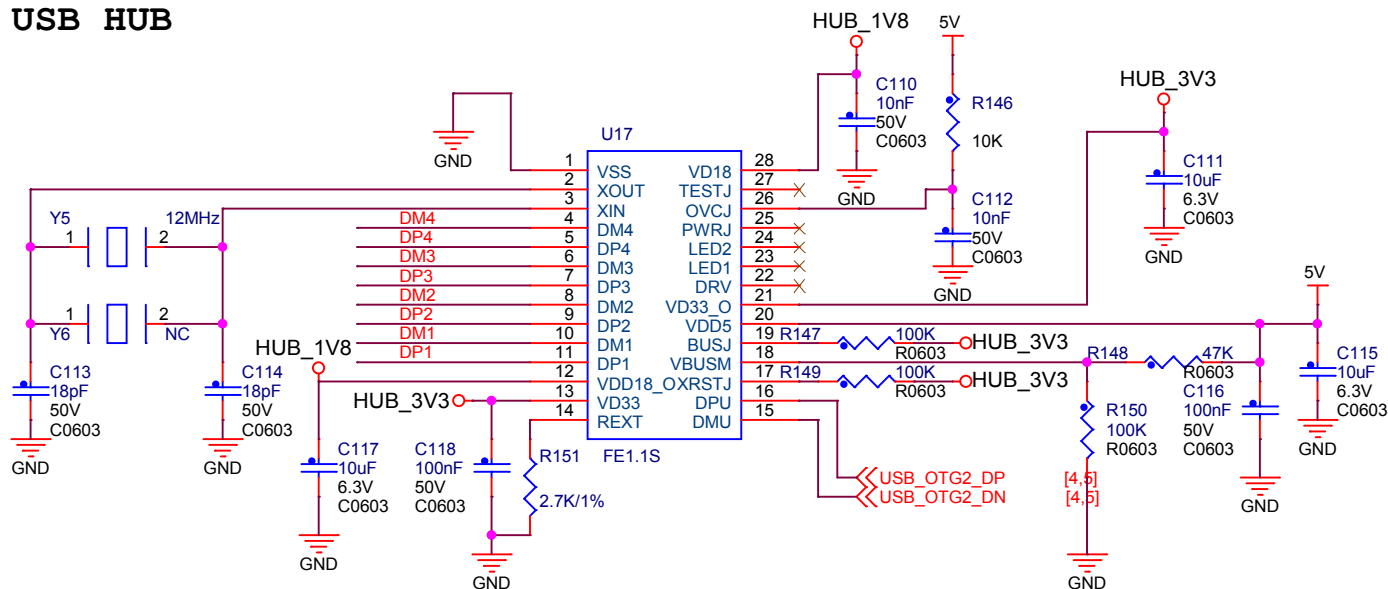 USB HUB
HUB_1V8
5V
HUB_3V3
C110
10nF
50V
C0603
GND
R146
10K
C111
10uF
6.3V
C0603
GND
GND
U17
1 VSS
2 XOUT
3 XIN
4 DM4
5 DP4
6 DM3
7 DP3
8 DM2
9 DP2
10 DM1
11 DP1
12 VDD18_O
13 VD33
14 REXT
VD18 28
TESTJ 27
OVCJ 26
PWRJ 25
LED2 24
LED1 23
DRV 22
VD33_O 21
VDD5 20
BUSJ 19
VBUSM 18
XRSTJ 17
DPU 16
DMU 15
FE1.1S
DM4
DP4
DM3
DP3
DM2
DP2
DM1
DP1
Y5
12MHz
1
2
1
2
Y6
NC
C113
18pF
50V
C0603
GND
C114
18pF
50V
C0603
GND
HUB_1V8
HUB_3V3
C117
10uF
6.3V
C0603
GND
C118
100nF
50V
C0603
GND
R151
2.7K/1%
C112
10nF
50V
C0603
GND
5V
R147
100K
R0603
HUB_3V3
R149
100K
R0603
HUB_3V3
R148
47K
R0603
R150
100K
R0603
GND
C116
100nF
50V
C0603
GND
C115
10uF
6.3V
C0603
GND
USB_OTG2_DP [4,5]
USB_OTG2_DN [4,5]